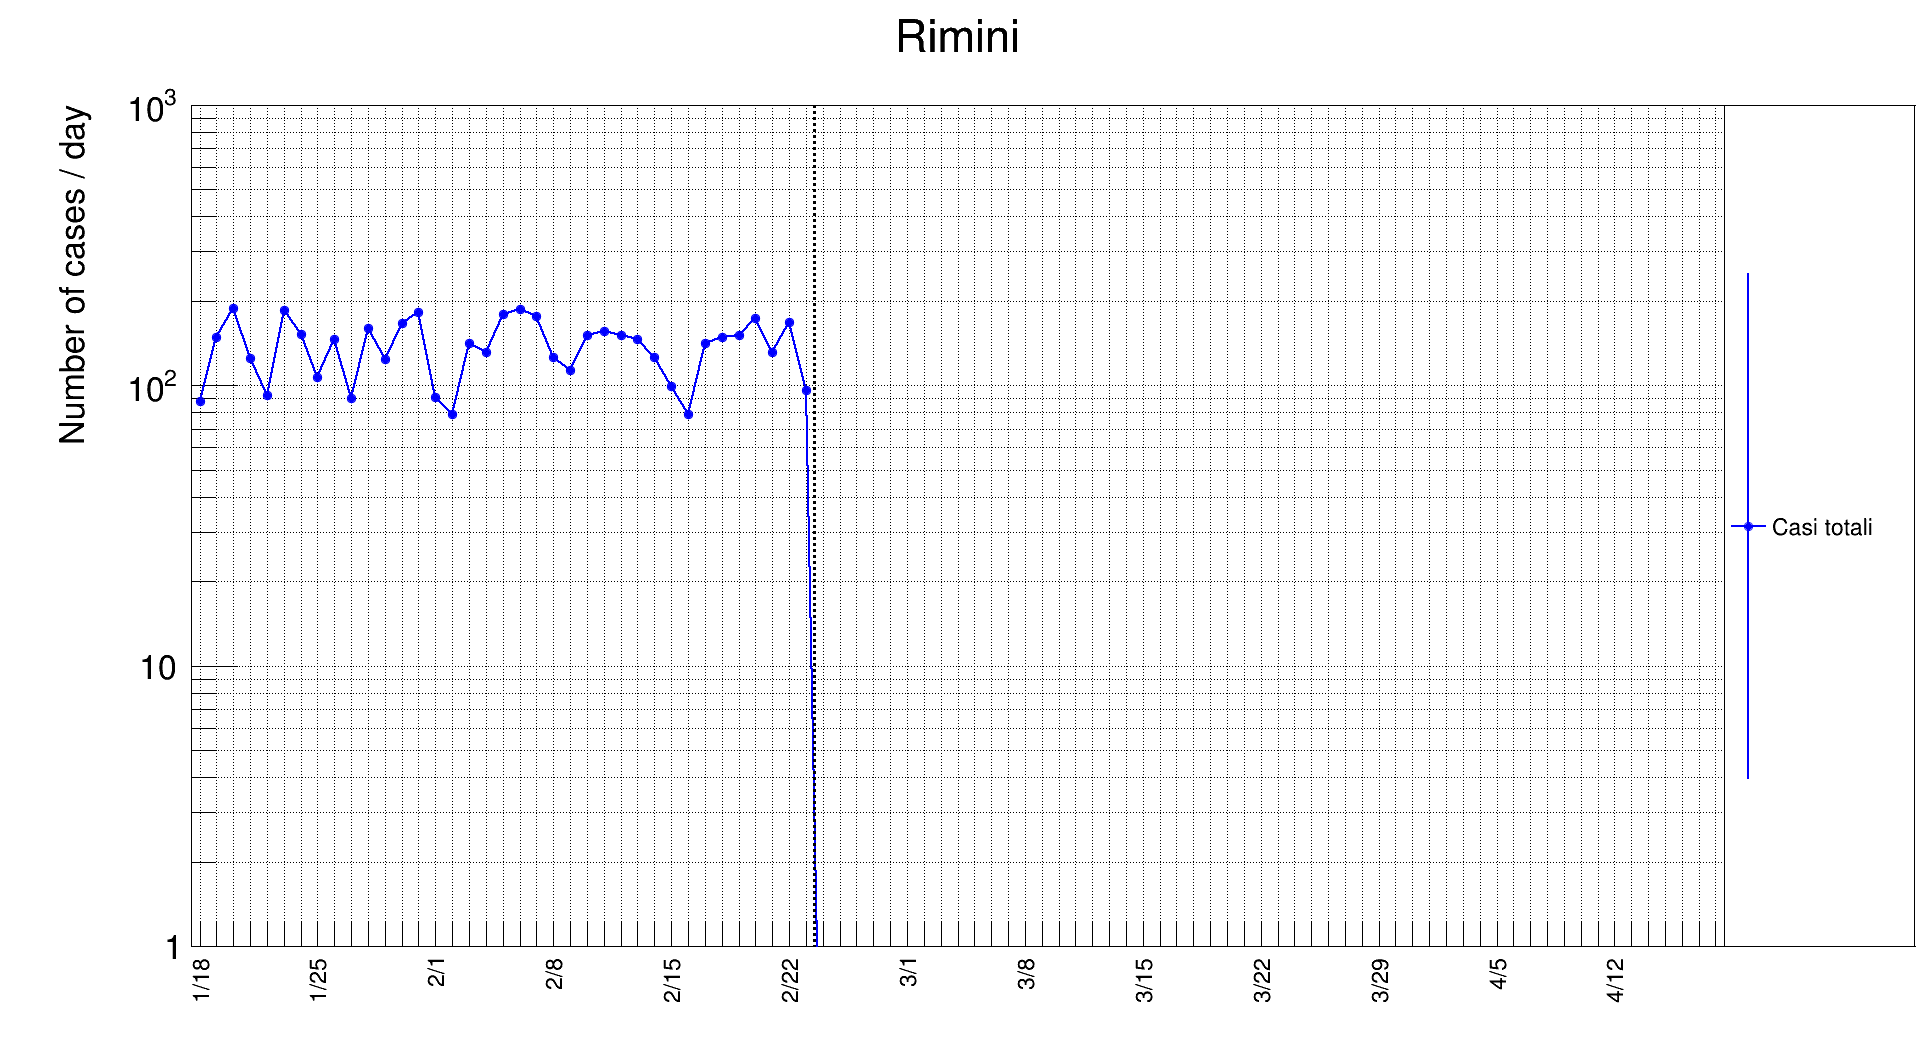 Rimini
Number of cases / day
10³
10²
10
1
1/18 1/25 2/1 2/8 2/15 2/22 3/1 3/8 3/15 3/22 3/29 4/5 4/12
Casi totali